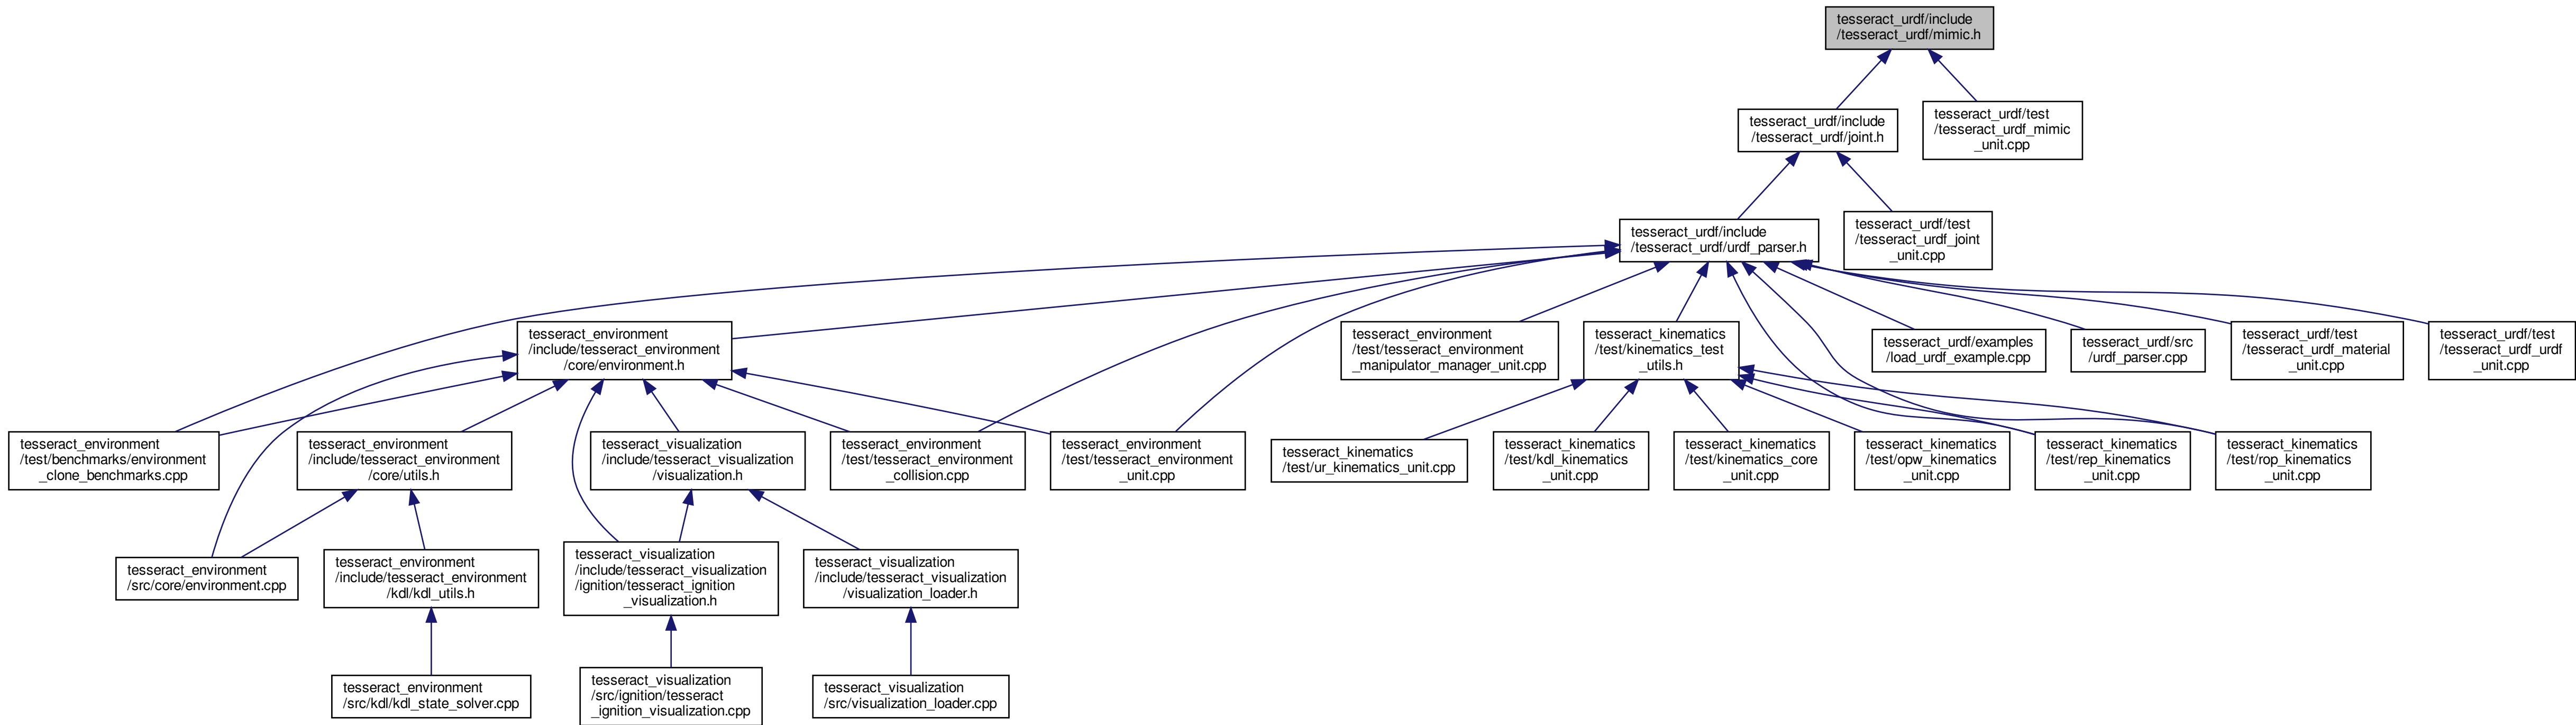 tesseract_urdf/include
/tesseract_urdf/mimic.h
tesseract_urdf/include
/tesseract_urdf/joint.h
tesseract_urdf/test
/tesseract_urdf_mimic
_unit.cpp
tesseract_urdf/include
/tesseract_urdf/urdf_parser.h
tesseract_urdf/test
/tesseract_urdf_joint
_unit.cpp
tesseract_environment
/include/tesseract_environment
/core/environment.h
tesseract_environment
/test/tesseract_environment
_manipulator_manager_unit.cpp
tesseract_kinematics
/test/kinematics_test
_utils.h
tesseract_urdf/examples
/load_urdf_example.cpp
tesseract_urdf/src
/urdf_parser.cpp
tesseract_urdf/test
/tesseract_urdf_material
_unit.cpp
tesseract_urdf/test
/tesseract_urdf_urdf
_unit.cpp
tesseract_environment
/test/benchmarks/environment
_clone_benchmarks.cpp
tesseract_environment
/include/tesseract_environment
/core/utils.h
tesseract_visualization
/include/tesseract_visualization
/visualization.h
tesseract_environment
/test/tesseract_environment
_collision.cpp
tesseract_environment
/test/tesseract_environment
_unit.cpp
tesseract_kinematics
/test/ur_kinematics_unit.cpp
tesseract_kinematics
/test/kdl_kinematics
_unit.cpp
tesseract_kinematics
/test/kinematics_core
_unit.cpp
tesseract_kinematics
/test/opw_kinematics
_unit.cpp
tesseract_kinematics
/test/rep_kinematics
_unit.cpp
tesseract_kinematics
/test/rop_kinematics
_unit.cpp
tesseract_environment
/src/core/environment.cpp
tesseract_environment
/include/tesseract_environment
/kdl/kdl_utils.h
tesseract_visualization
/include/tesseract_visualization
/ignition/tesseract_ignition
_visualization.h
tesseract_visualization
/include/tesseract_visualization
/visualization_loader.h
tesseract_environment
/src/kdl/kdl_state_solver.cpp
tesseract_visualization
/src/ignition/tesseract
_ignition_visualization.cpp
tesseract_visualization
/src/visualization_loader.cpp